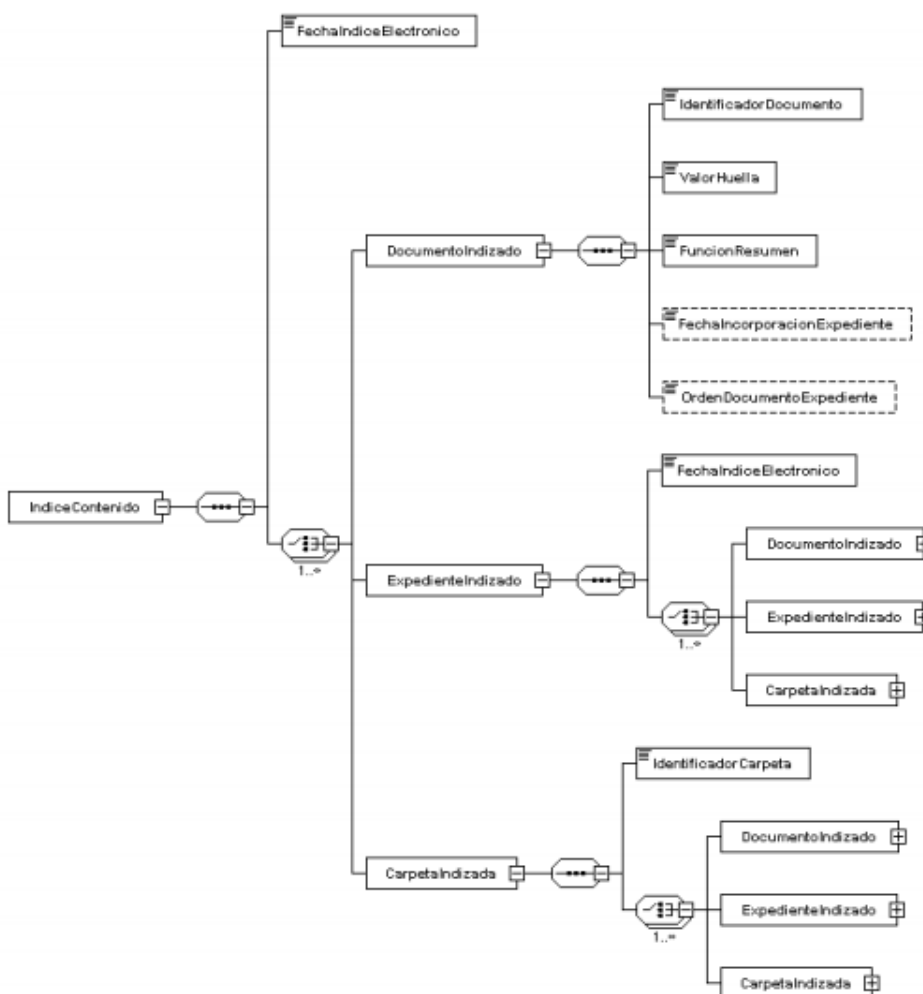 FechaIndiceElectronico
IdentificadorDocumento
ValorHuella
DocumentoIndizado
FuncionResumen
FechaIncorporacionExpediente
OrdenDocumentoExpediente
FechaIndiceElectronico
IndiceContenido
DocumentoIndizado
1..∞
ExpedienteIndizado
ExpedienteIndizado
1..∞
CarpetaIndizada
IdentificadorCarpeta
DocumentoIndizado
CarpetaIndizada
ExpedienteIndizado
1..∞
CarpetaIndizada